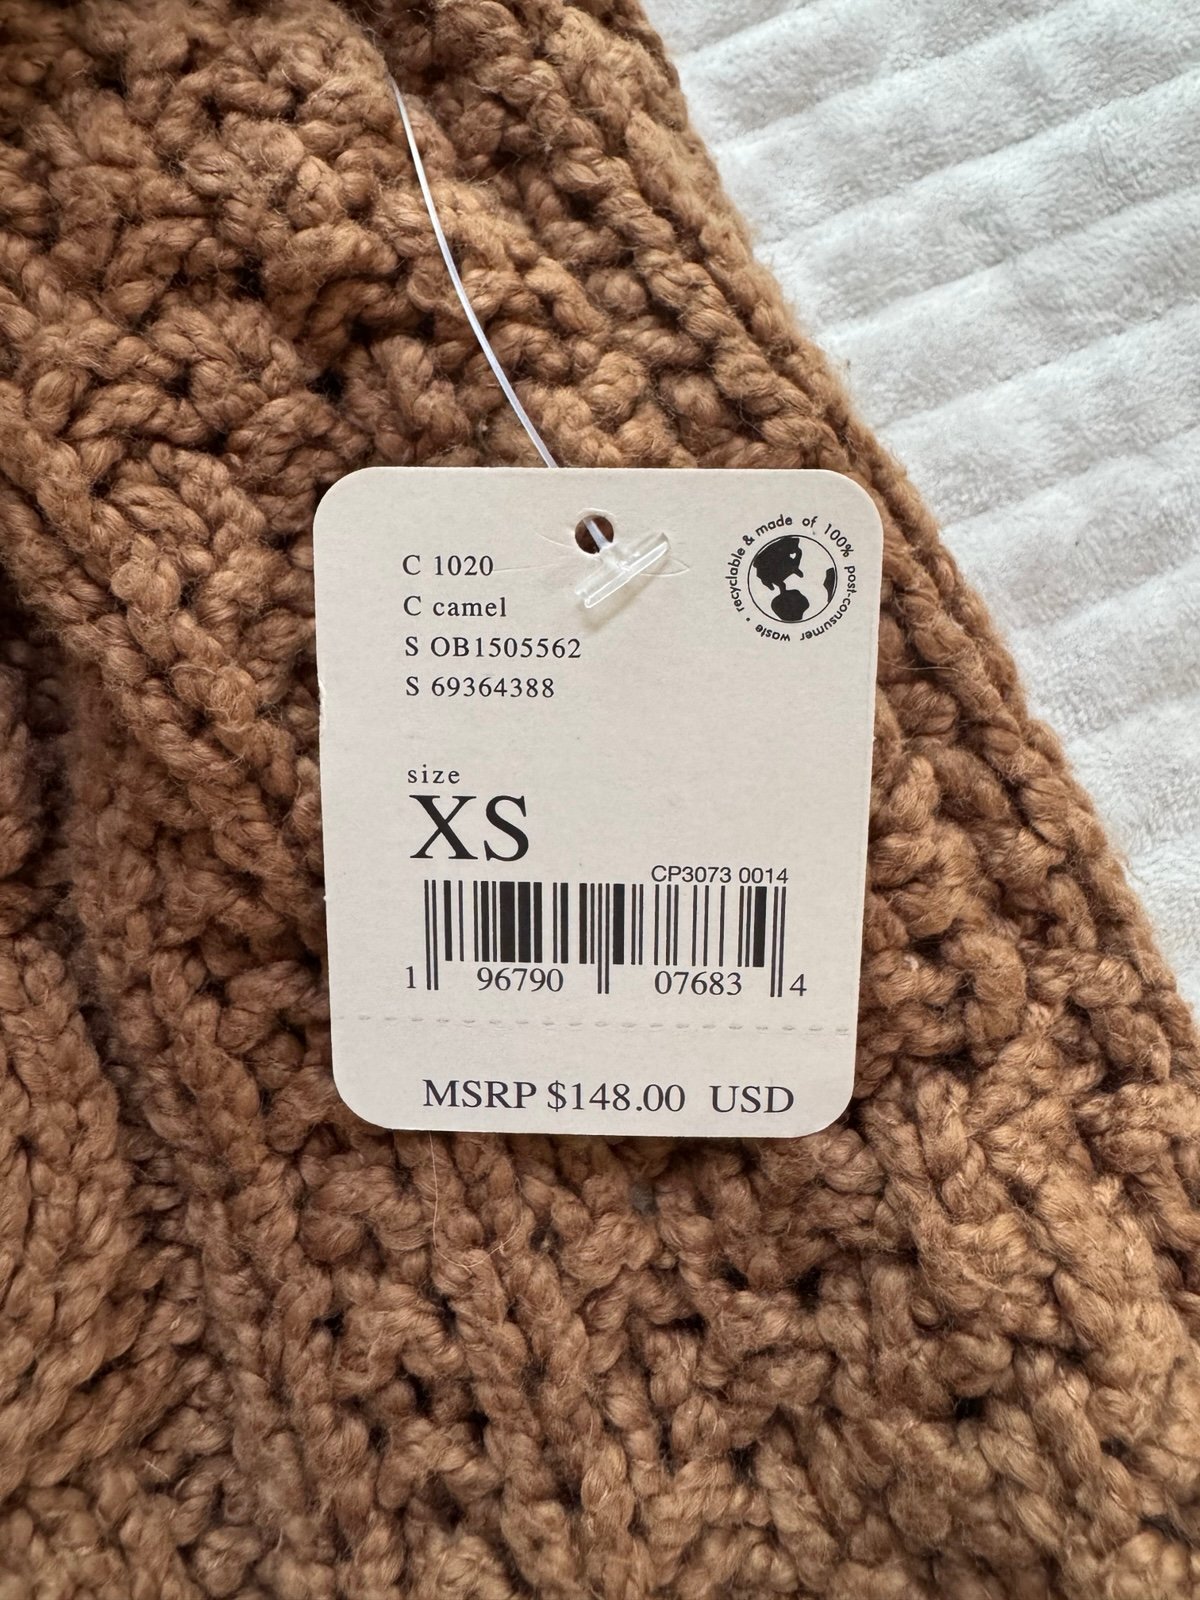 C 1020
C camel
S OB1505562
S 69364388
recyclable & made of 100% post-consumer waste •
size
XS
CP3073 0014
1 96790 07683 4
MSRP $148.00 USD